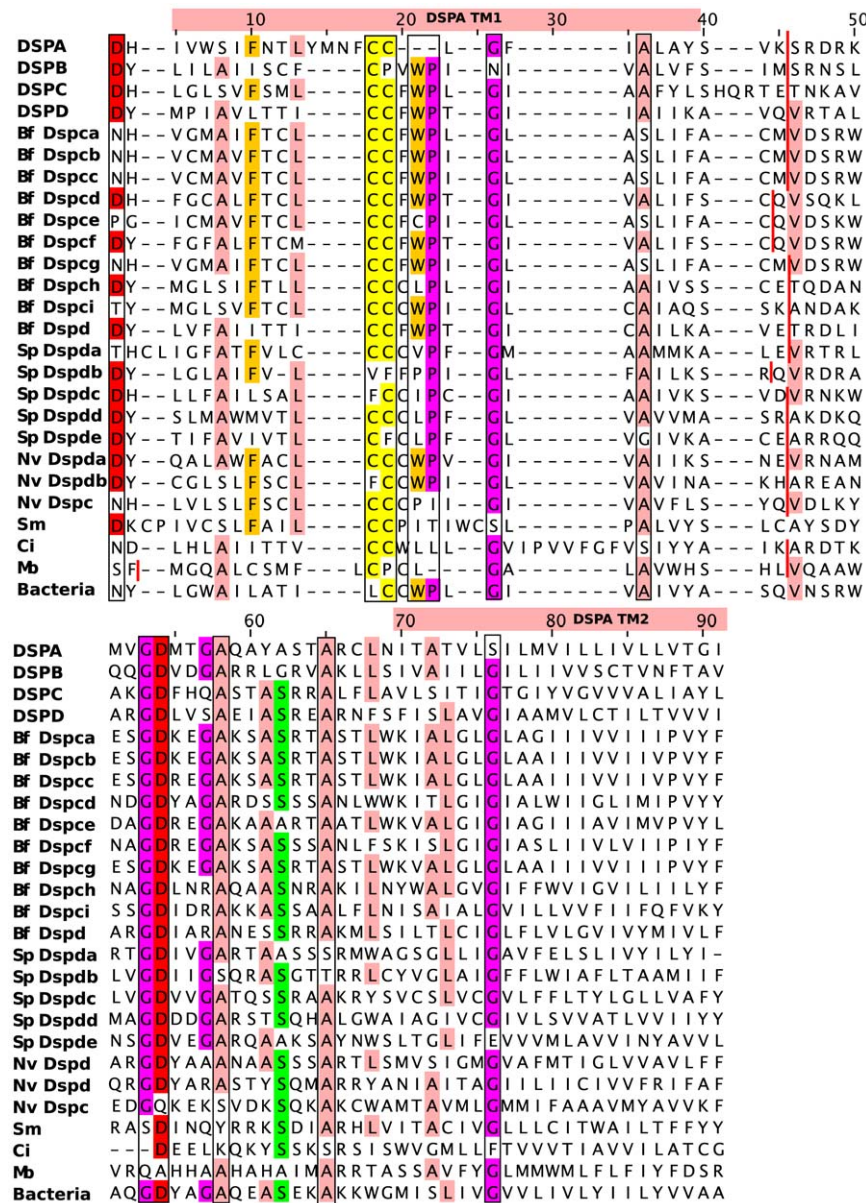 10 20 DSPA TM1 30 40 50
DSPA DH--IVWSIFNTLYMNFCC--L--GF-------IALAYS---VKSRDRK
DSPB DY--LILAIISCF----CPVWPI--NI-------VALVFS---IMSRNSL
DSPC DH--LGLSVFSML----CCFWPL--GI-------AAFYLSHQRTETNKAV
DSPD DY--MPIAVLTTI----CCFWPT--GI-------IAIIKA---VQVRTAL
Bf Dspca NH--VGMAIFTCL----CCFWPI--GL-------ASLIFA---CMVDSRW
Bf Dspcb NH--VCMAVFTCL----CCFWPI--GL-------ASLIFA---CMVDSRW
Bf Dspcc NH--VCMAVFTCL----CCFWPI--GL-------ASLIFA---CMVDSRW
Bf Dspcd DH--FGCALFTCL----CCFWPT--GL-------VALIFS---CQVSQKL
Bf Dspce PG--ICMAVFTCL----CCFCPI--GL-------ASLIFA---CQVDSKW
Bf Dspcf DY--FGFALFTCM----CCFWPT--GI-------VALIFS---CQVDSRW
Bf Dspcg NH--VGMAIFTCL----CCFWPI--GL-------ASLIFA---CMVDSRW
Bf Dspch DY--MGLSIFTLL----CCLCLPL--GI-------AAIVSS---CETQDAN
Bf Dspci TY--MGLSVFTCL----CCFWPI--GL-------CAIAQS---SKANDAK
Bf Dspd DY--LVFAIITTI----CCFWPT--GI-------CAILKA---VETRDLI
Sp Dspda THCLIGFATFVLC----CCCVPF--GM-------AAMMKA---LEVRTRL
Sp Dspdb DY--LGLAIFV-L----VFFPPI--GL-------FAILKS---RQVRDRA
Sp Dspdc DH--LLFAILSAL----FCCIPC--GI-------AAIVKS---VDVRNKW
Sp Dspdd DY--SLMAWMVTL----CCCLPF--GL-------VAVVMA---SRAKDKQ
Sp Dspde DY--TIFAVIVTL----CFCLPF--GL-------VGIVKA---CEARRQQ
Nv Dspda DY--QALAWFACL----CCCWPV--GI-------VAIIKS---NEVRNAM
Nv Dspdb DY--CGLSLFSCL----FCCWPI--GI-------VAVINA---KHAREAN
Nv Dspc NH--LVLSLFSCL----CCCPII--GI-------VAVFLS---YQVDLKY
Sm DKCPIVCSLFAIL----CCPITIWCSL-------PALVYS---LCAYSDY
Ci ND--LHLAIITTV----CCWLLL--GVIPVVFGFVSIYYA---IKARDTK
Mb SF--MGQALCSMF---LCPCL---GA-------LAVWHS---HLVQAAW
Bacteria NY--LGWAILATI----LCCWPL--GI-------VAIVYA---SQVNSRW
60 70 DSPA TM2 80 90
DSPA MVGDMTGAQAYASTARCLNITATVLSILMVILLIVLLVTGI
DSPB QQGDVDGARRLGRVAKLLSIVAIILGILIIVVSCTVNFTAV
DSPC AKGDFHQASTASRRALFLAVLSITIGTGIYVGVVVALIAYL
DSPD ARGDLVSAEIASREARNFSFISLAVGIAAMVLCTILTVVVI
Bf Dspca ESGDKEGAKSASRTASTLWKIALGLGLAGIIIVVIIVPVYF
Bf Dspcb ESGDREGAKSASRTASTLWKIALGLGLAAIIIVVIIVPVYF
Bf Dspcc ESGDREGAKSASRTASTLWKIALGLGLAAIIIVVIIVPVYF
Bf Dspcd NDGDYAGARDSSSSANLWWKITLGIGIALWIIGLIMIPVYY
Bf Dspce DAGDREGAKAAARTAATLWKVALGIGIAGIIIAVIMVPVYL
Bf Dspcf NAGDREGAKSASSSANLFSKISLGIGIASLIIVLVIIPIYL
Bf Dspcg ESGDKEGAKSASRTASTLWKVALGLGLAAIIIVVIIVPIYF
Bf Dspch NAGDLNRAQAASNRAKILNYWALGVGIFFWVIGVILIILYF
Bf Dspci SSGDIDRAKKASSAALFLNISALALGVILLVVFIIFQFVKY
Bf Dspd ARGDIARANESSRRAKMLSILTLCIGLFLVLGVIVYMIVLF
Sp Dspda RTGDIVGARTAASSSRMWAGSGLLIGAVFELSLIVYILYI-
Sp Dspdb LVGDIIGSQRASGTTRRLCYVGLAIGFFLWIAFLTAAMIIF
Sp Dspdc LVGDVVGATQSSRAAKRYSVCSLVCGVLFFLTYLGLLVAFY
Sp Dspdd MAGDDGARSTSQHALGWAIAGIVCGIVLSVVATLVVIIYY
Sp Dspde NSGDVEGARQAAKSAYNWSLTGLIFEVVVMLAVVINYAVVL
Nv Dspd ARGDYAAANAASSSARTLSMVSIGMGVAFMTIGLVVAVLFF
Nv Dspd QRGDYARASTYSQMARRYANIAITAGIILIICIVVFRIFAF
Nv Dspc EDGQKEKSVDKSQKAKCWAMTAVMLGMMIFAAAVMYAVVKF
Sm RASDINQYRRKSDIARHLVITACIVGLLLCITWAILTFFYY
Ci ---DEELKQKYSSKSRSISWVGMLLFTVVVTIAVVILATCG
Mb VRQAHHAAHAHAIMARRTASSAVFYGLMMWMLFLFIYFDSR
Bacteria AQGDYAGAQEASEKAKKWGMISLIVGVVLIVLYIILYVVAA